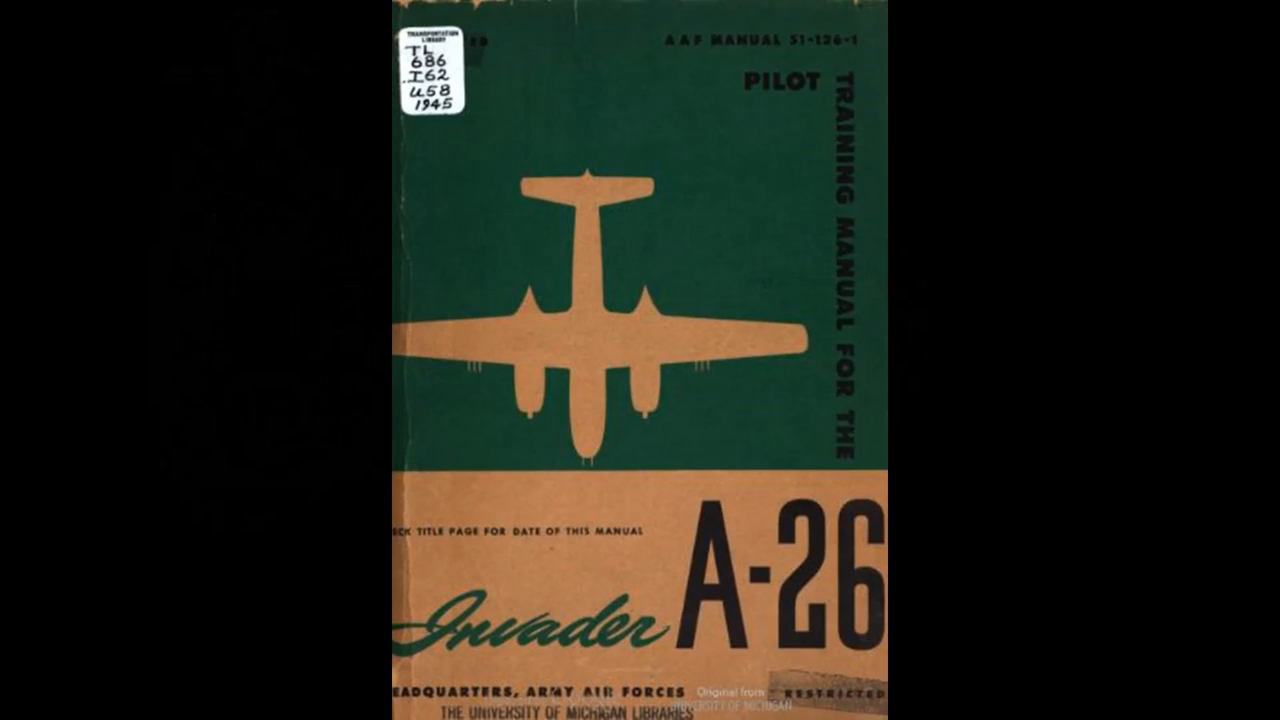 TRANSPORTATION
LIBRARY
TL
686
.I62
U58
1945
AAF MANUAL 51-126-1
PILOT
TRAINING MANUAL FOR THE
ECK TITLE PAGE FOR DATE OF THIS MANUAL
A-26
Invader
EADQUARTERS, ARMY AIR FORCES
Original from
UNIVERSITY OF MICHIGAN
RESTRICTED
THE UNIVERSITY OF MICHIGAN LIBRARIES